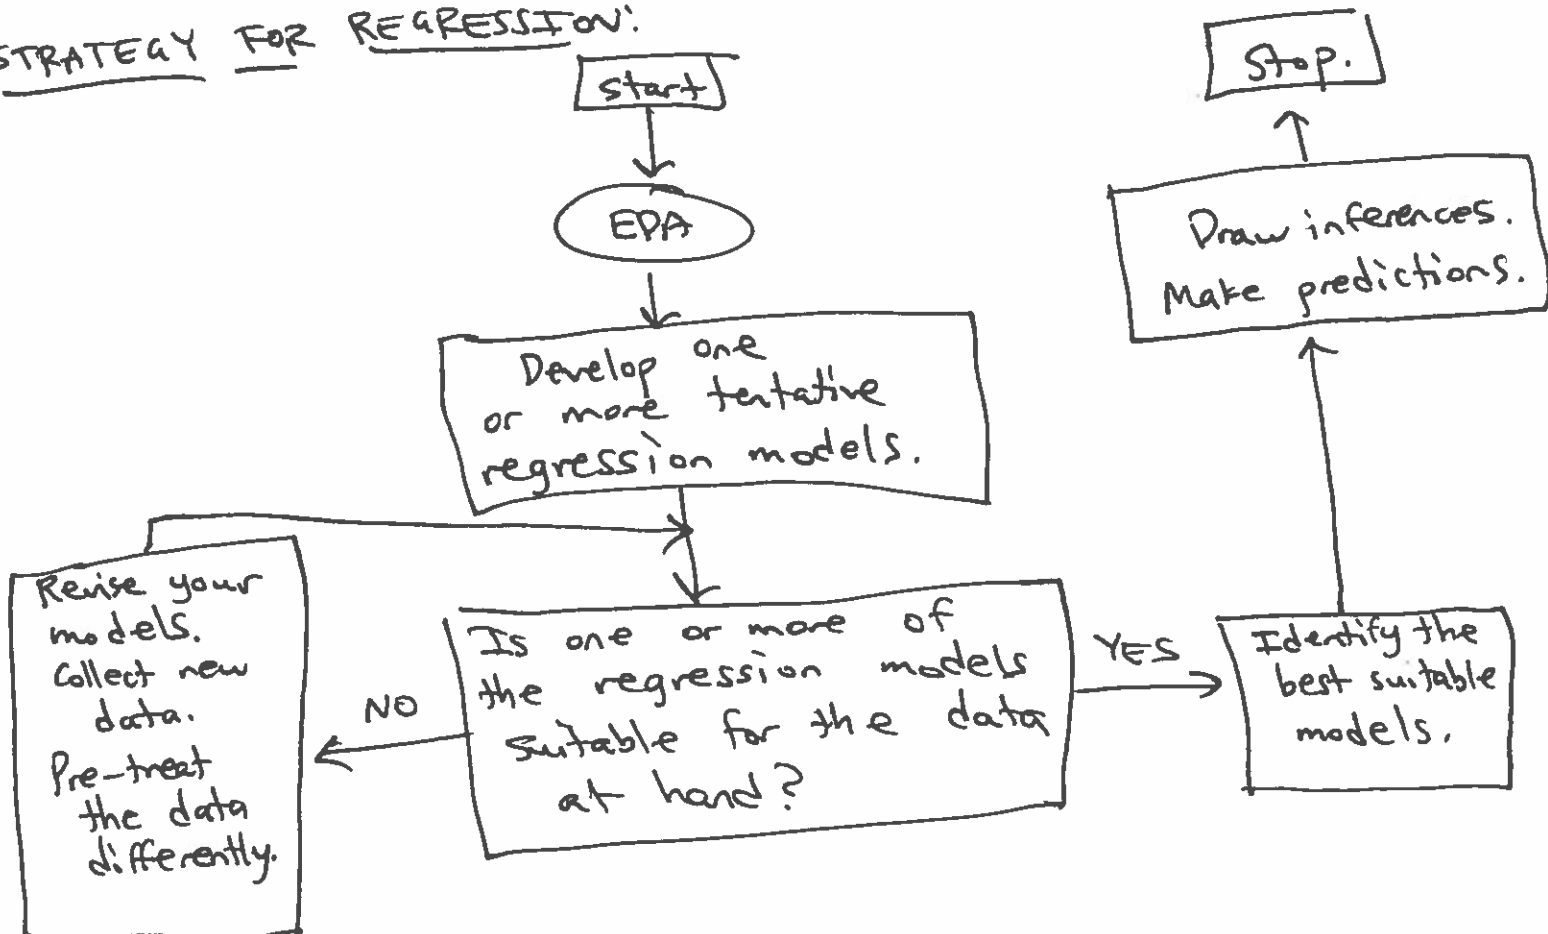 STRATEGY FOR REGRESSION:
start
EDA
Develop one
or more tentative
regression models.
Is one or more of
the regression models
suitable for the data
at hand?
NO
Revise your
models.
Collect new
data.
Pre-treat
the data
differently.
YES
Identify the
best suitable
models.
Draw inferences.
Make predictions.
Stop.